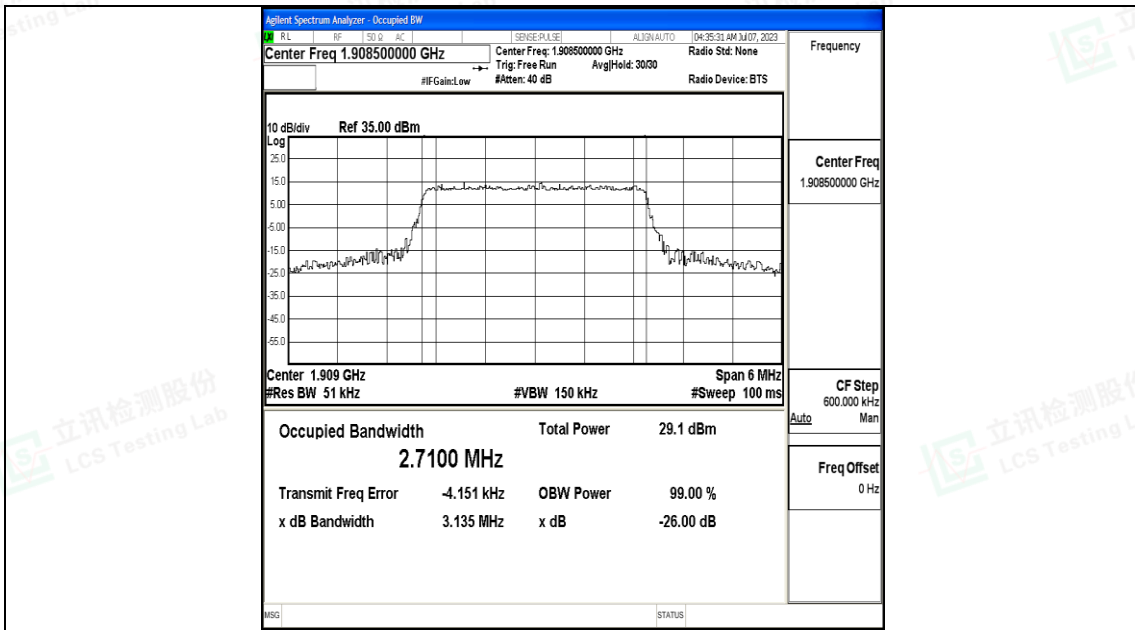 Agilent Spectrum Analyzer - Occupied BW
LXI RL RF 50 Ω AC SENSE:PULSE ALIGN AUTO 04:35:31 AM Jul 07, 2023
Center Freq 1.908500000 GHz
Center Freq: 1.908500000 GHz
Radio Std: None
Trig: Free Run Avg|Hold: 30/30
#IFGain:Low #Atten: 40 dB Radio Device: BTS
10 dB/div Ref 35.00 dBm
Log
25.0
15.0
5.00
-5.00
-15.0
-25.0
-35.0
-45.0
-55.0
Center 1.909 GHz Span 6 MHz
#Res BW 51 kHz #VBW 150 kHz #Sweep 100 ms
Occupied Bandwidth Total Power 29.1 dBm
2.7100 MHz
Transmit Freq Error -4.151 kHz OBW Power 99.00 %
x dB Bandwidth 3.135 MHz x dB -26.00 dB
MSG STATUS
Frequency
Center Freq
1.908500000 GHz
CF Step
600.000 kHz
Auto Man
Freq Offset
0 Hz
立讯检测股份
LCS Testing Lab
立讯检测股份
LCS Testing L